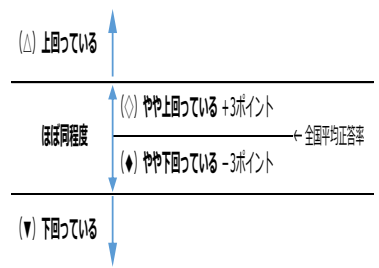 (△) 上回っている
(◇) やや上回っている +3ポイント
ほぼ同程度
← 全国平均正答率
(♦) やや下回っている −3ポイント
(▼) 下回っている